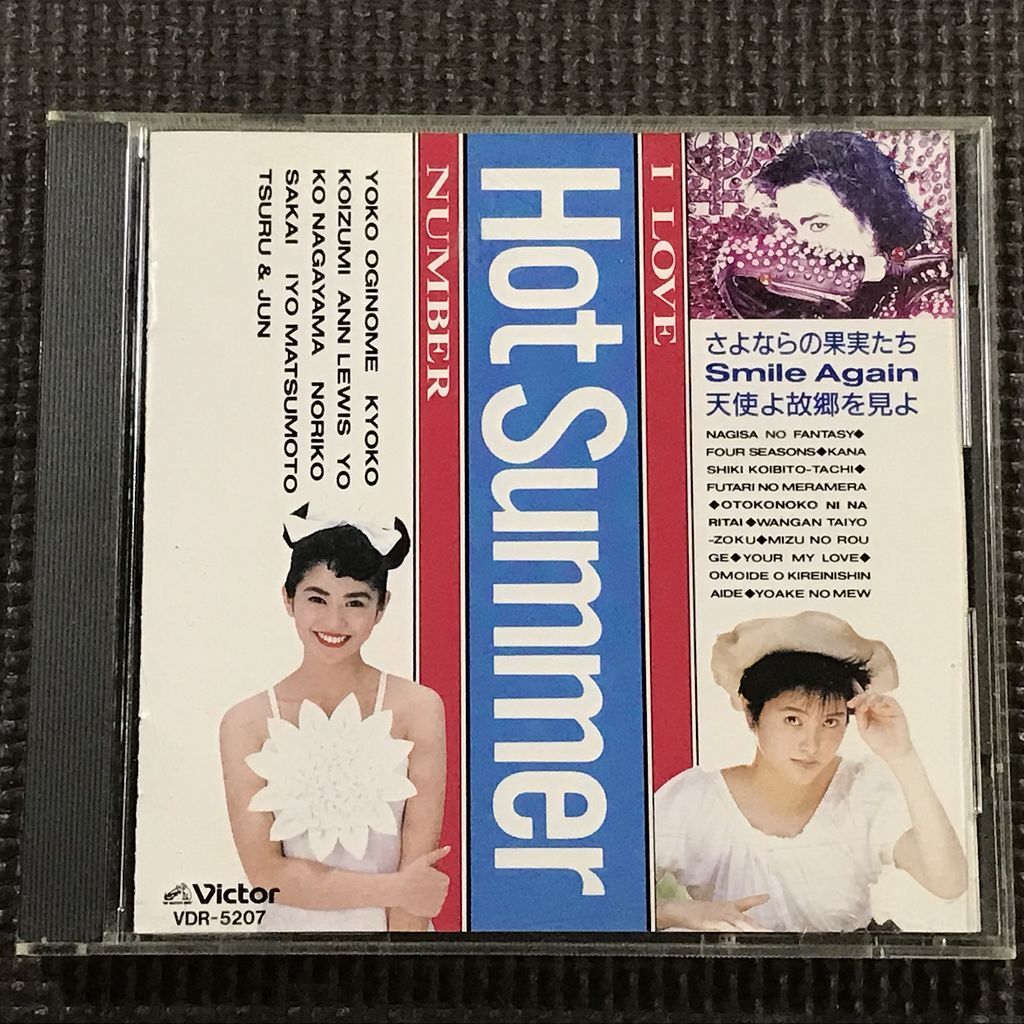 YOKO OGINOME KYOKO
KOIZUMI ANN LEWIS YO
KO NAGAYAMA NORIKO
SAKAI IYO MATSUMOTO
TSURU & JUN
NUMBER
Hot Summer
I LOVE
さよならの果実たち
Smile Again
天使よ故郷を見よ
NAGISA NO FANTASY◆
FOUR SEASONS◆KANA
SHIKI KOIBITO-TACHI◆
FUTARI NO MERAMERA
◆OTOKONOKO NI NA
RITAI◆WANGAN TAIYO
-ZOKU◆MIZU NO ROU
GE◆YOUR MY LOVE◆
OMOIDE O KIREINISHIN
AIDE◆YOAKE NO MEW
Victor
VDR-5207